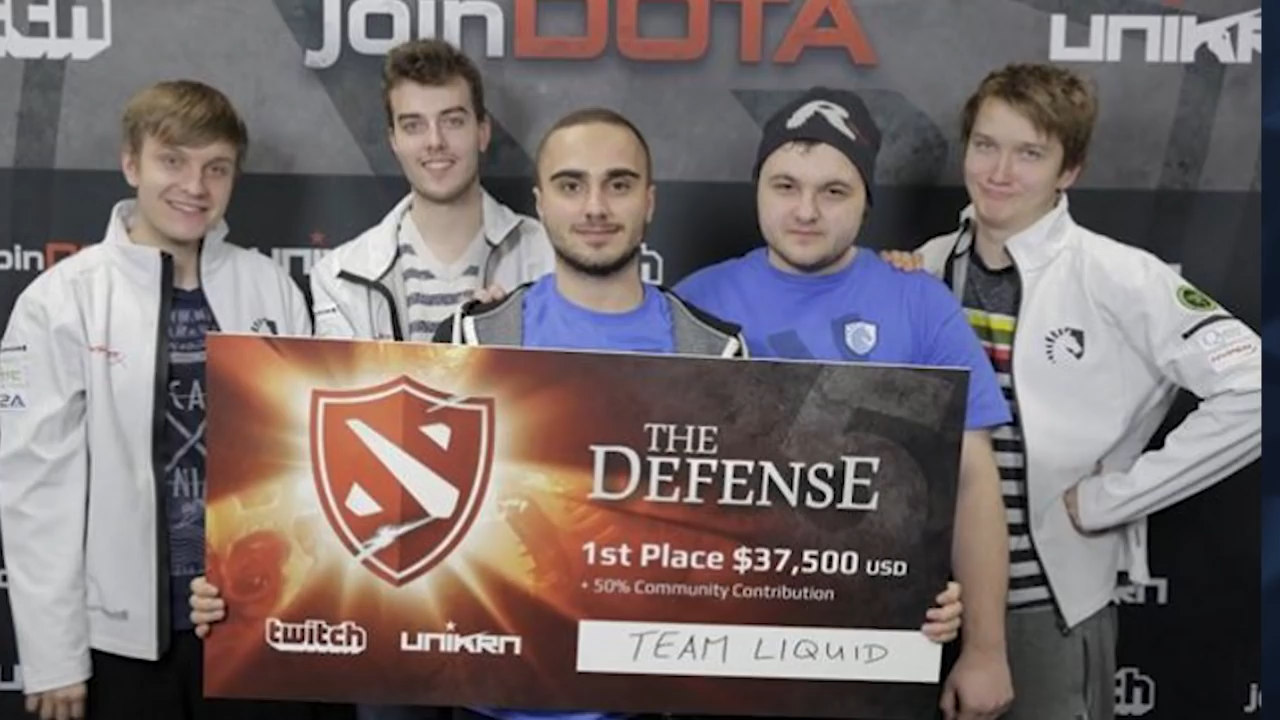 joinDOTA
UNIKRN
THE
DEFENSE
1st Place $37,500 USD
+ 50% Community Contribution
twitch
UNIKRN
TEAM LIQUID